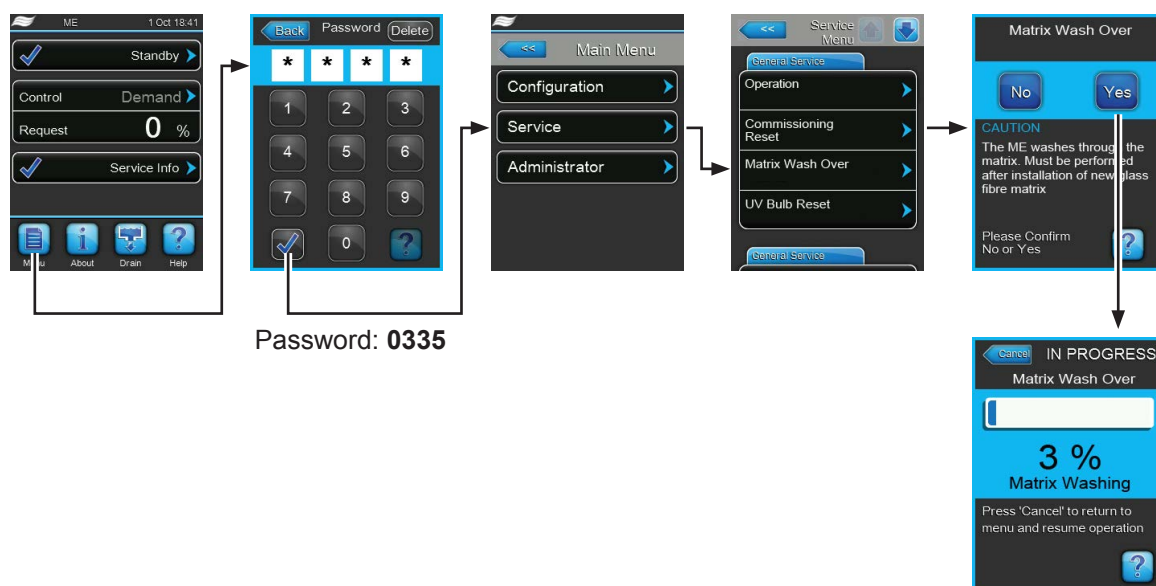 ME 1 Oct 18:41
Standby
Control Demand
Request 0 %
Service Info
Menu About Drain Help
Back Password Delete
* * * *
1 2 3
4 5 6
7 8 9
0 ?
Password: 0335
<< Main Menu
Configuration
Service
Administrator
<< Service
Menu
General Service
Operation
Commissioning
Reset
Matrix Wash Over
UV Bulb Reset
General Service
Matrix Wash Over
No Yes
CAUTION
The ME washes through the
matrix. Must be performed
after installation of new glass
fibre matrix
Please Confirm
No or Yes ?
Cancel IN PROGRESS
Matrix Wash Over
3 %
Matrix Washing
Press 'Cancel' to return to
menu and resume operation
?